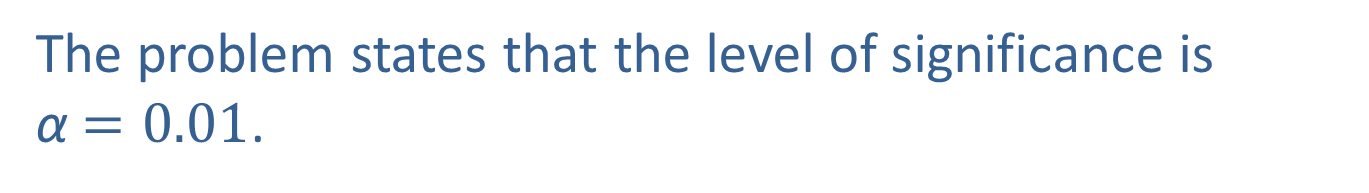 The problem states that the level of significance is
α = 0.01.